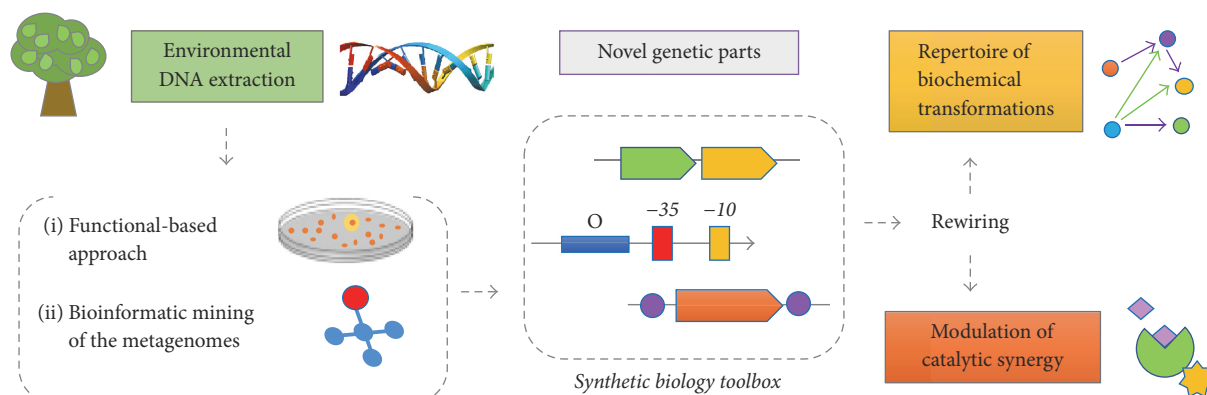 Environmental
DNA extraction
(i) Functional-based
approach
(ii) Bioinformatic mining
of the metagenomes
Novel genetic parts
O
−35
−10
Synthetic biology toolbox
Rewiring
Repertoire of
biochemical
transformations
Modulation of
catalytic synergy